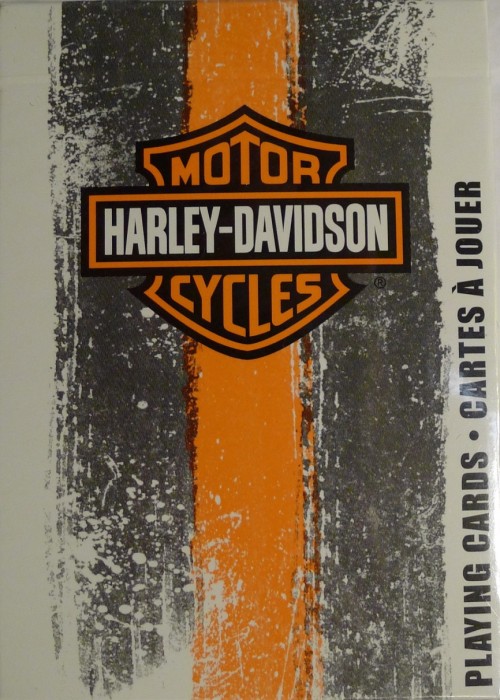 MOTOR
HARLEY-DAVIDSON
CYCLES
®
PLAYING CARDS • CARTES À JOUER